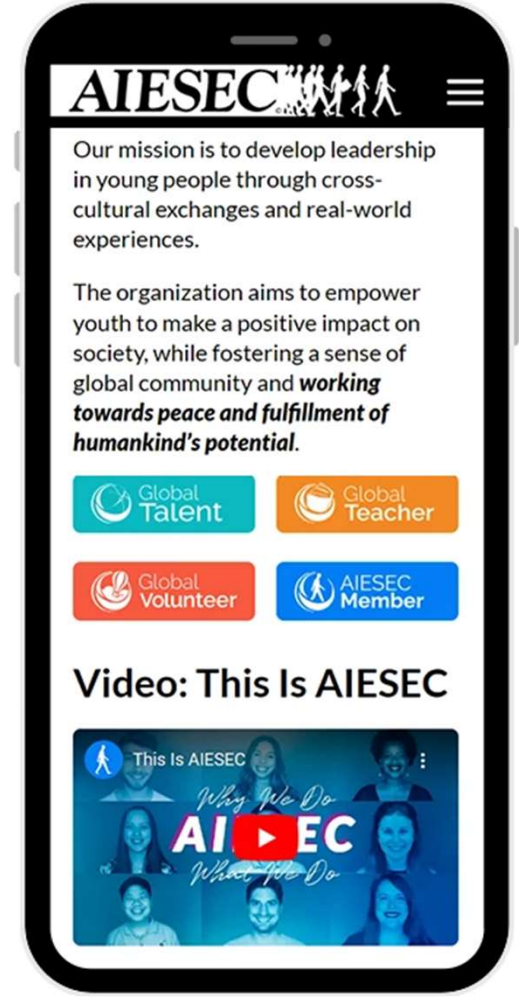 AIESEC
Our mission is to develop leadership
in young people through cross-
cultural exchanges and real-world
experiences.
The organization aims to empower
youth to make a positive impact on
society, while fostering a sense of
global community and working
towards peace and fulfillment of
humankind's potential.
Global
Talent
Global
Teacher
Global
Volunteer
AIESEC
Member
Video: This Is AIESEC
This Is AIESEC
Why We Do
AI EC
What We Do